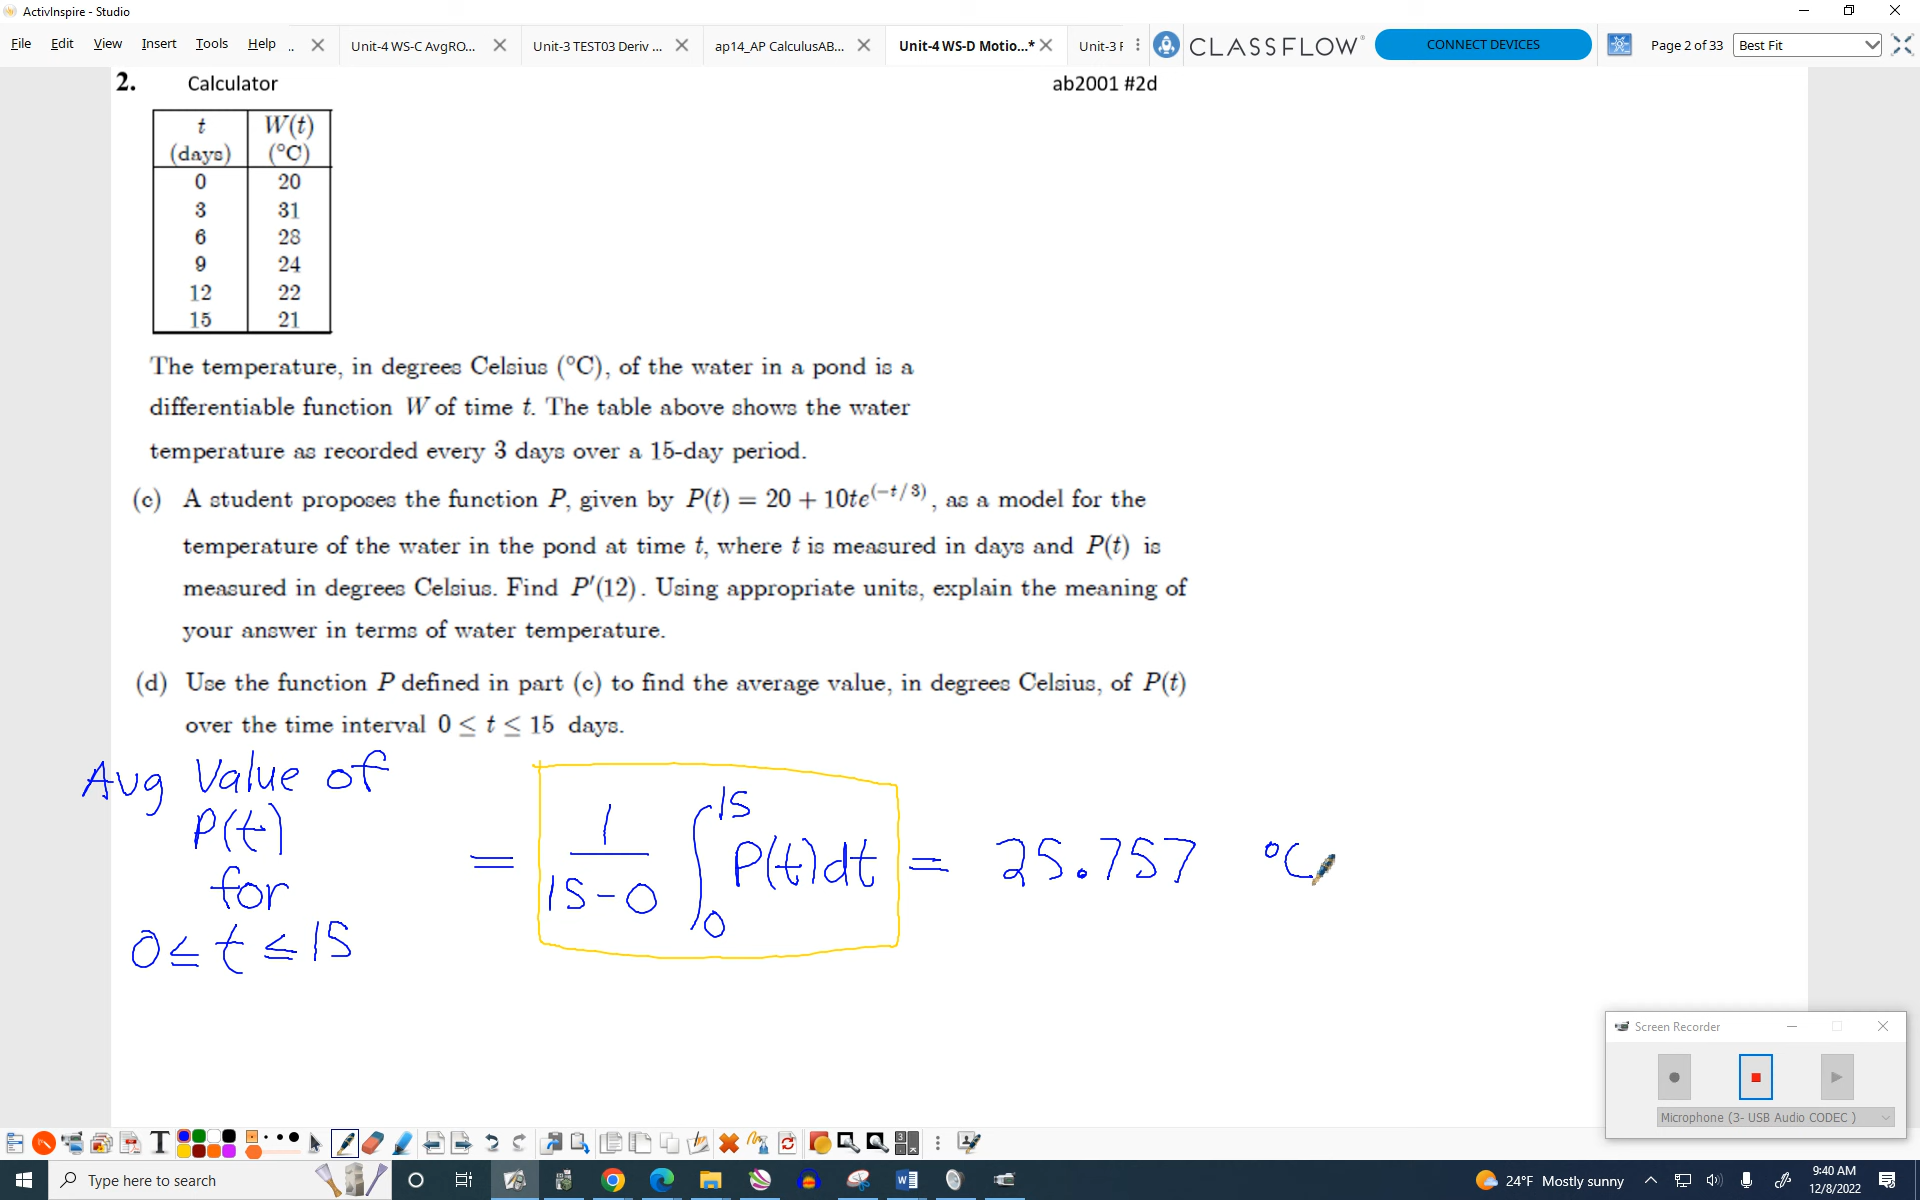 ActivInspire - Studio
File Edit View Insert Tools Help .. Unit-4 WS-C AvgRO... Unit-3 TEST03 Deriv ... ap14_AP CalculusAB... Unit-4 WS-D Motio...* Unit-3 F CLASSFLOW CONNECT DEVICES Page 2 of 33 Best Fit
2. Calculator ab2001 #2d
t W(t)
(days) (°C)
0 20
3 31
6 28
9 24
12 22
15 21
The temperature, in degrees Celsius (°C), of the water in a pond is a
differentiable function W of time t. The table above shows the water
temperature as recorded every 3 days over a 15-day period.
(c) A student proposes the function P, given by P(t) = 20 + 10te^(−t/3), as a model for the
temperature of the water in the pond at time t, where t is measured in days and P(t) is
measured in degrees Celsius. Find P′(12). Using appropriate units, explain the meaning of
your answer in terms of water temperature.
(d) Use the function P defined in part (c) to find the average value, in degrees Celsius, of P(t)
over the time interval 0 ≤ t ≤ 15 days.
Avg Value of
P(t)
for
0 ≤ t ≤ 15
= 1/(15-0) ∫_0^15 P(t)dt = 25.757 °C
Screen Recorder
Microphone (3- USB Audio CODEC )
Type here to search
24°F Mostly sunny
9:40 AM
12/8/2022